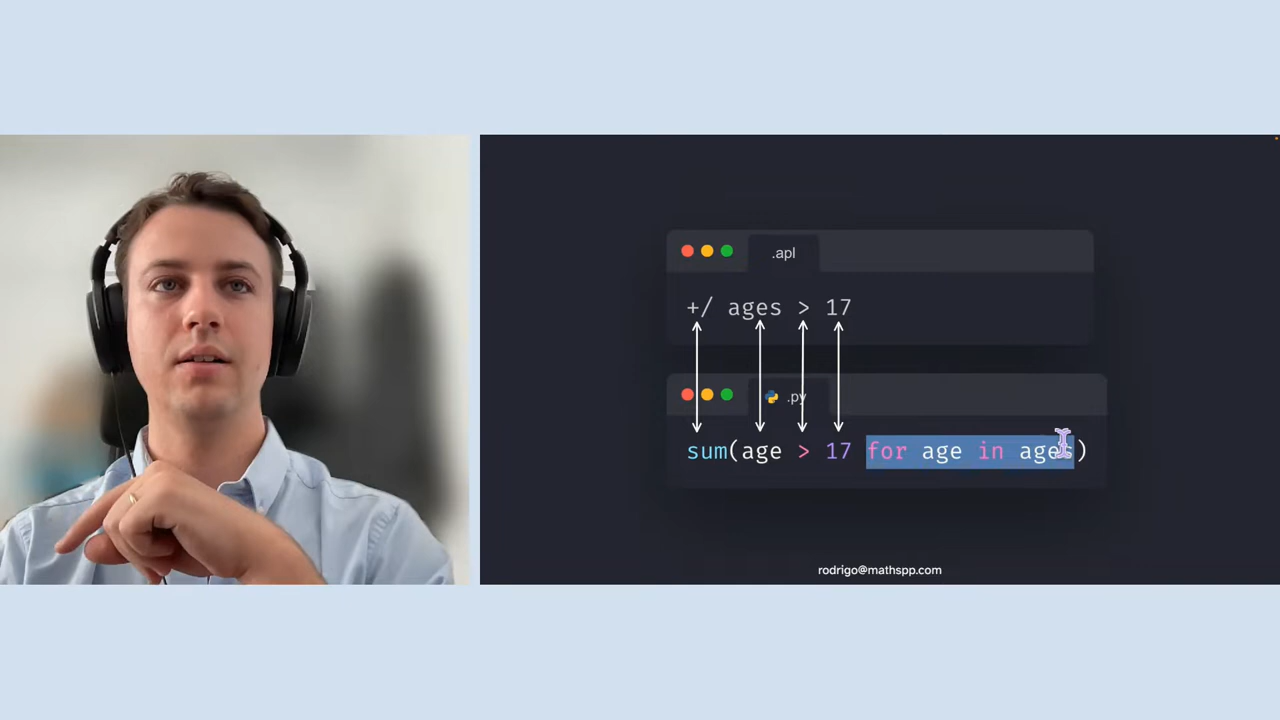 .apl
+/ ages > 17
.py
sum(age > 17 for age in ages)
rodrigo@mathspp.com